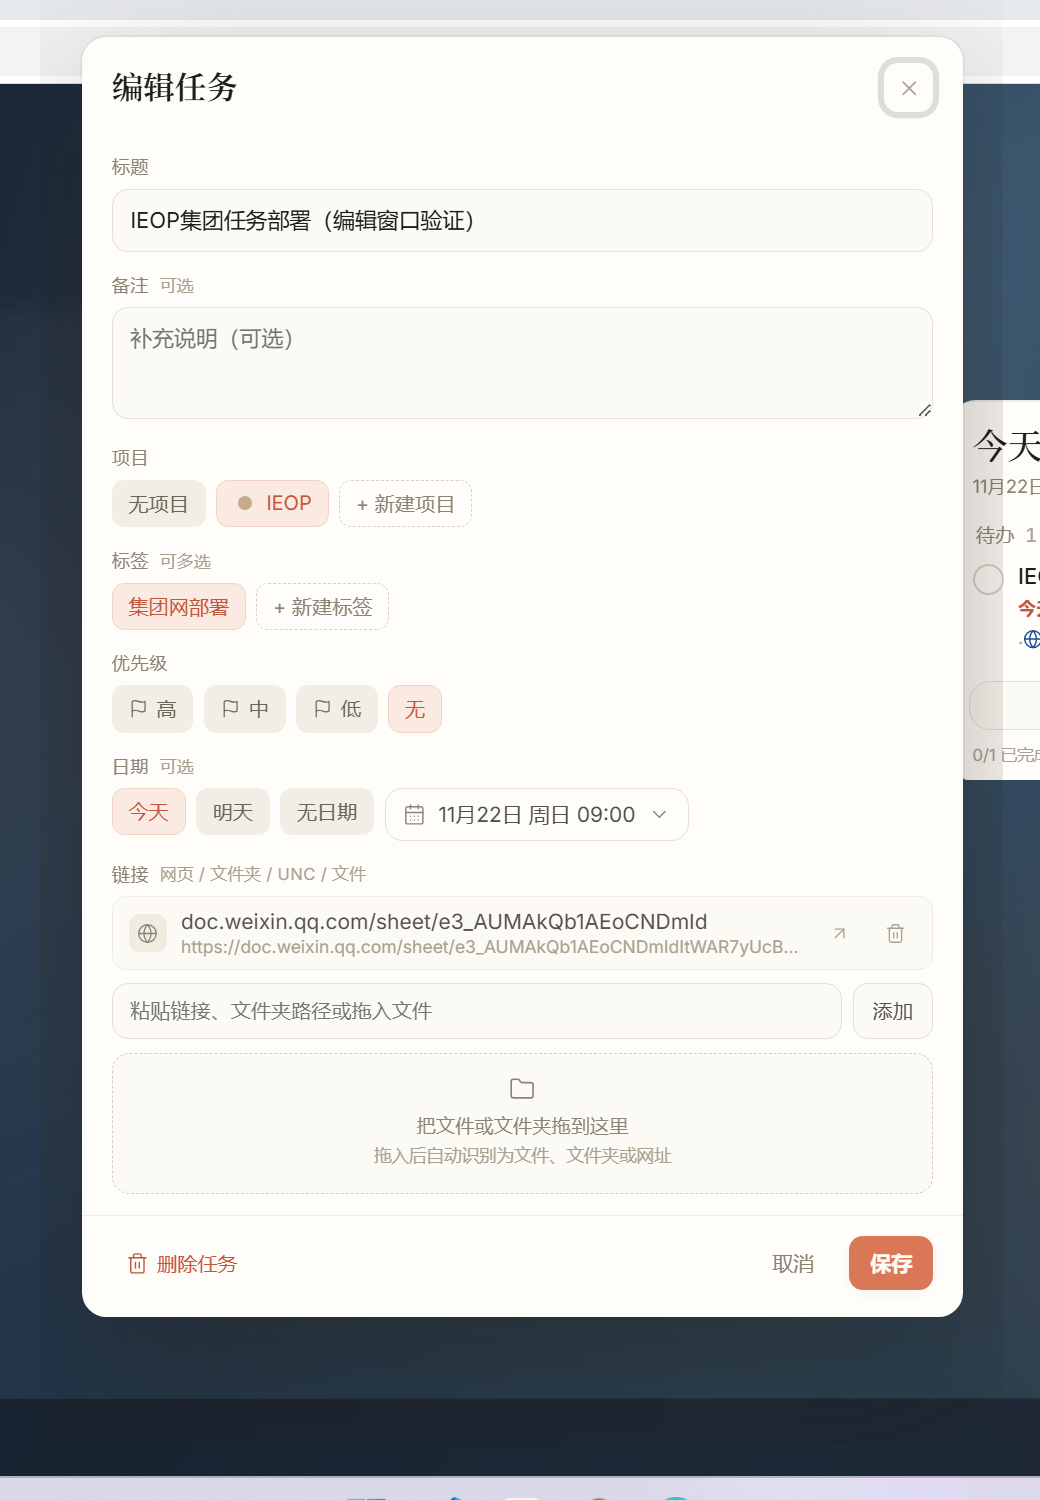 编辑任务
标题
IEOP集团任务部署（编辑窗口验证）
备注 可选
补充说明（可选）
项目
无项目 IEOP + 新建项目
标签 可多选
集团网部署 + 新建标签
优先级
高 中 低 无
日期 可选
今天 明天 无日期 11月22日 周日 09:00
链接 网页 / 文件夹 / UNC / 文件
doc.weixin.qq.com/sheet/e3_AUMAkQb1AEoCNDmld
https://doc.weixin.qq.com/sheet/e3_AUMAkQb1AEoCNDmldItWAR7yUcB...
粘贴链接、文件夹路径或拖入文件 添加
把文件或文件夹拖到这里
拖入后自动识别为文件、文件夹或网址
删除任务 取消 保存
今天
11月22日
待办 1
0/1 已完成